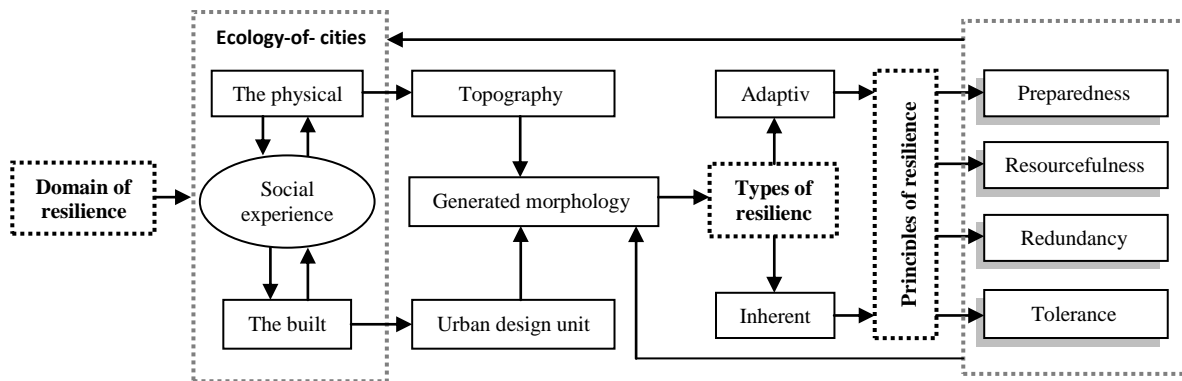 Ecology-of- cities
The physical
Topography
Adaptiv
Preparedness
Domain of
resilience
Social
experience
Generated morphology
Types of
resilienc
Principles of resilience
Resourcefulness
Redundancy
The built
Urban design unit
Inherent
Tolerance